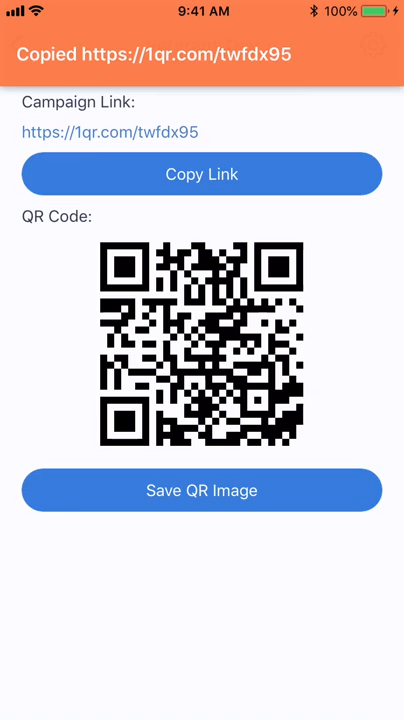 9:41 AM
100%
Copied https://1qr.com/twfdx95
Campaign Link:
https://1qr.com/twfdx95
Copy Link
QR Code:
Save QR Image